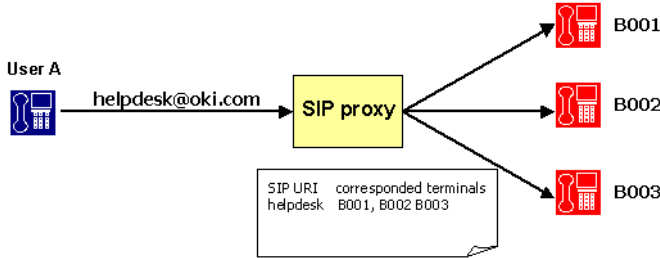 B001
User A
helpdesk@oki.com
SIP proxy
B002
SIP URI corresponded terminals
helpdesk B001, B002 B003
B003